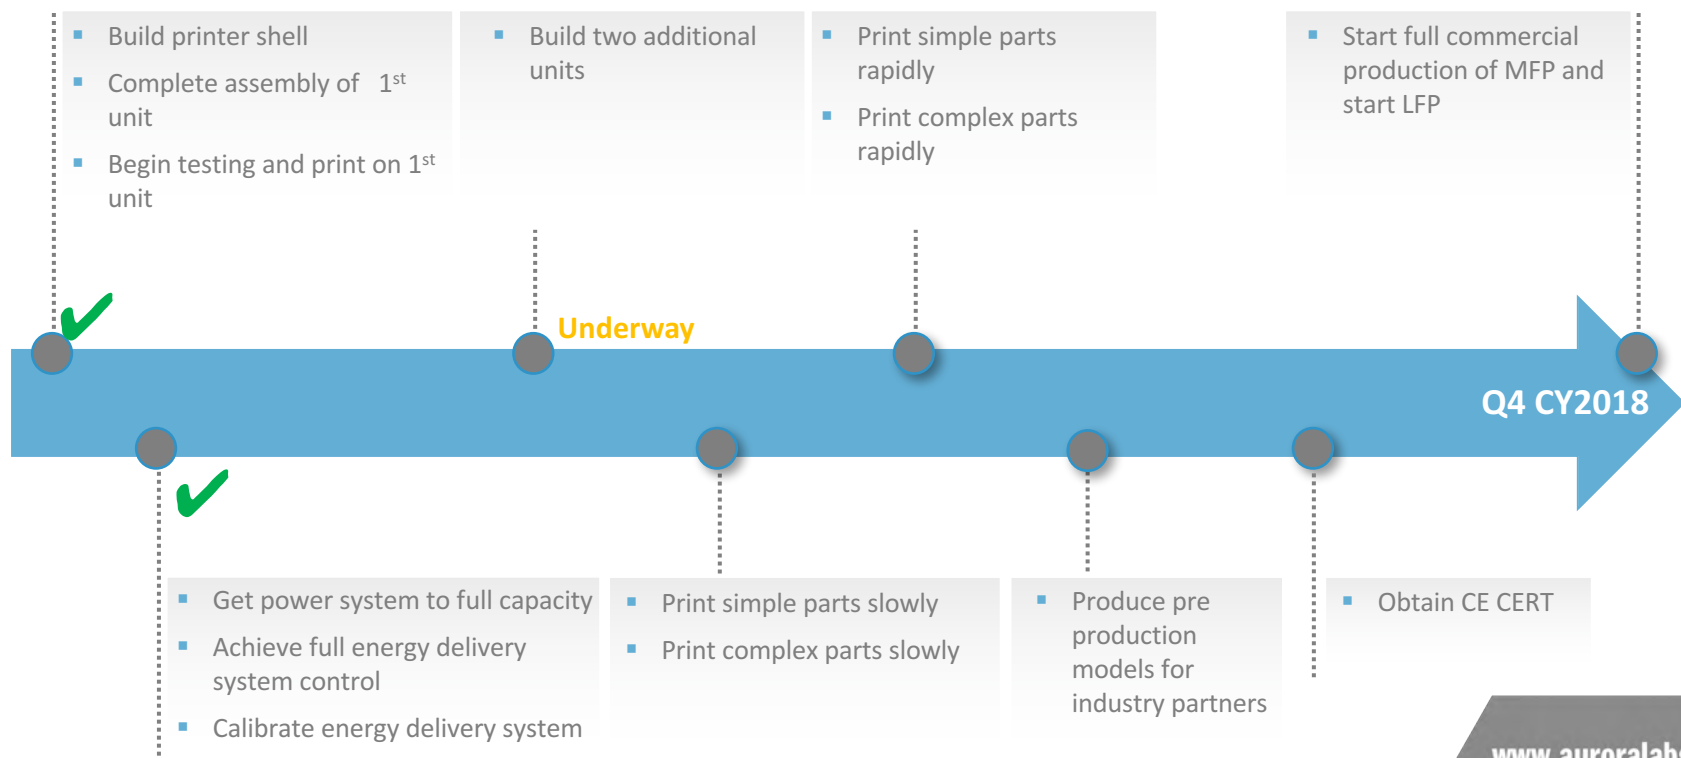 Build printer shell
Complete assembly of 1st
unit
Begin testing and print on 1st
unit
Build two additional
units
Print simple parts
rapidly
Print complex parts
rapidly
Start full commercial
production of MFP and
start LFP
Underway
Q4 CY2018
Get power system to full capacity
Achieve full energy delivery
system control
Calibrate energy delivery system
Print simple parts slowly
Print complex parts slowly
Produce pre
production
models for
industry partners
Obtain CE CERT